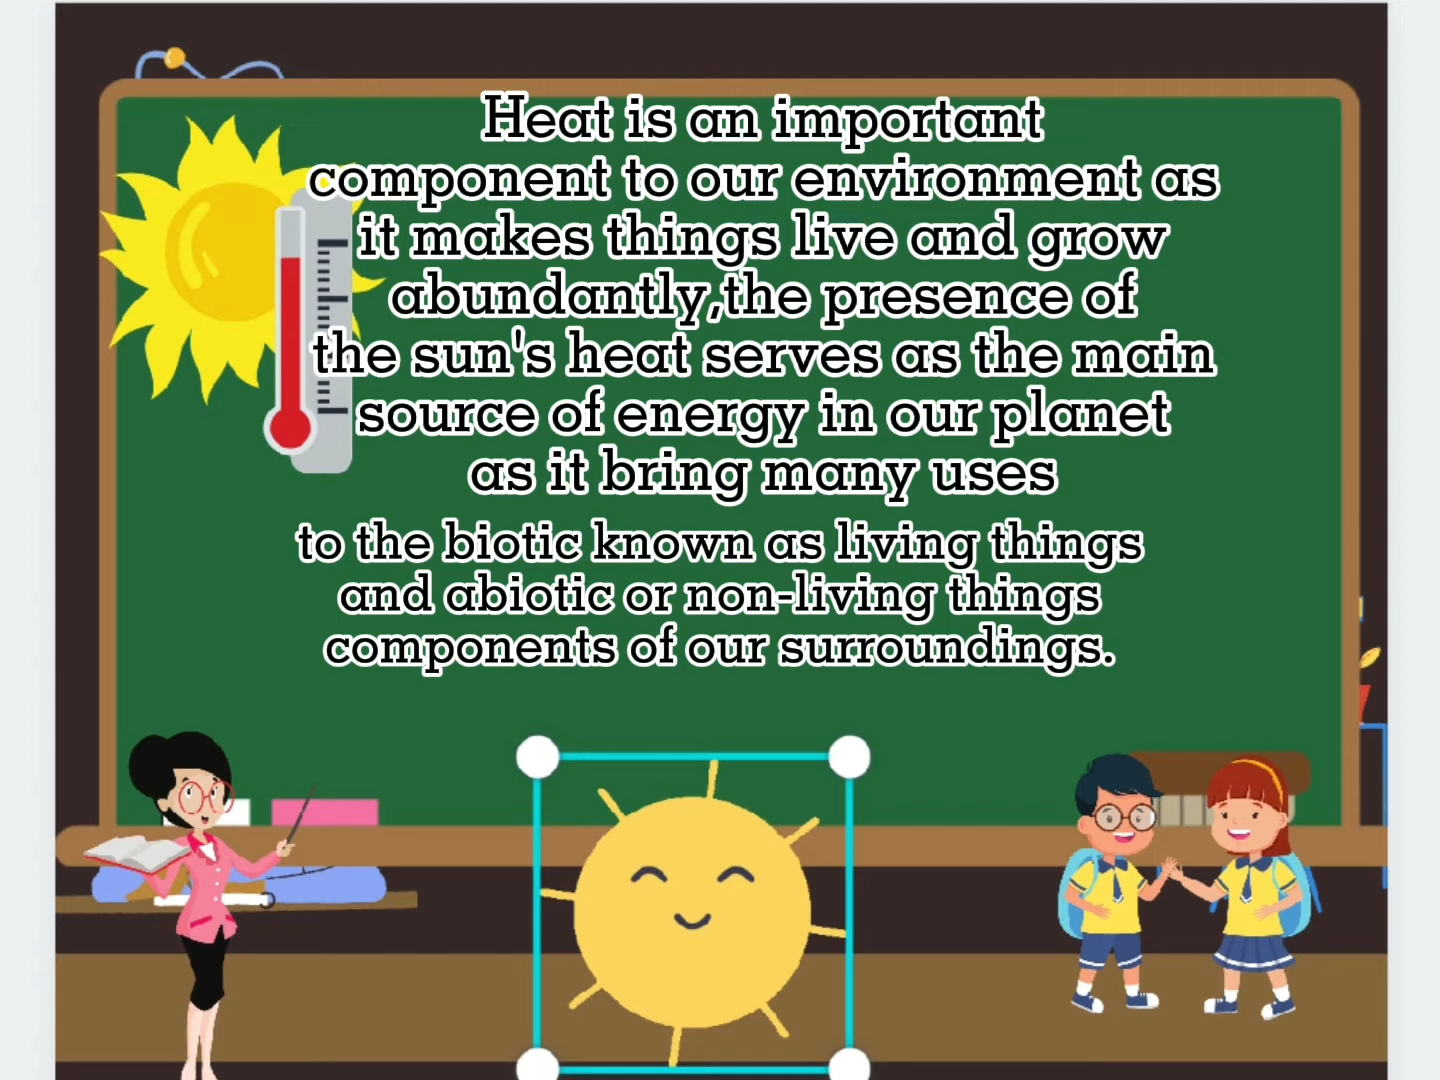 Heat is an important
component to our environment as
it makes things live and grow
abundantly,the presence of
the sun's heat serves as the main
source of energy in our planet
as it bring many uses
to the biotic known as living things
and abiotic or non-living things
components of our surroundings.